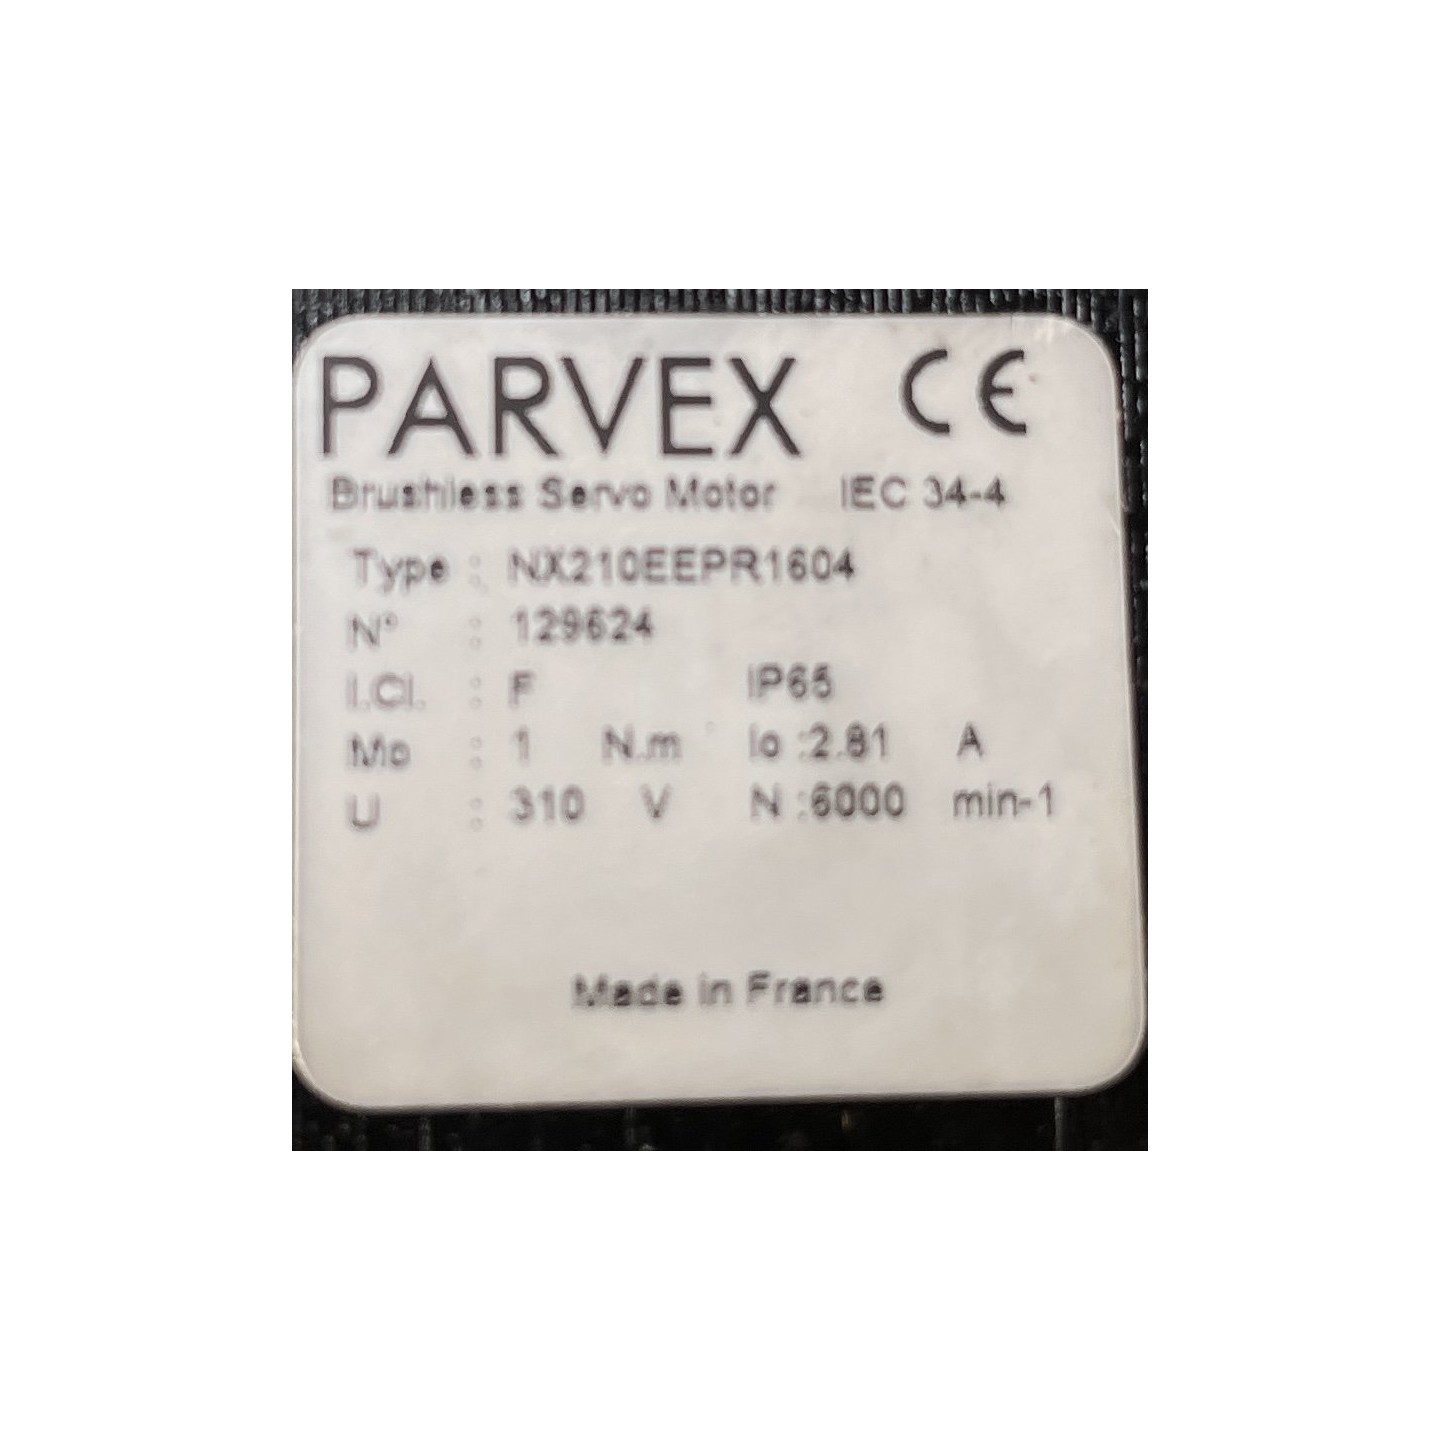 PARVEX CE
Brushless Servo Motor IEC 34-4
Type : NX210EEPR1604
N° : 129624
I.Cl. : F IP65
Mo : 1 N.m Io :2.81 A
U : 310 V N :6000 min-1
Made in France